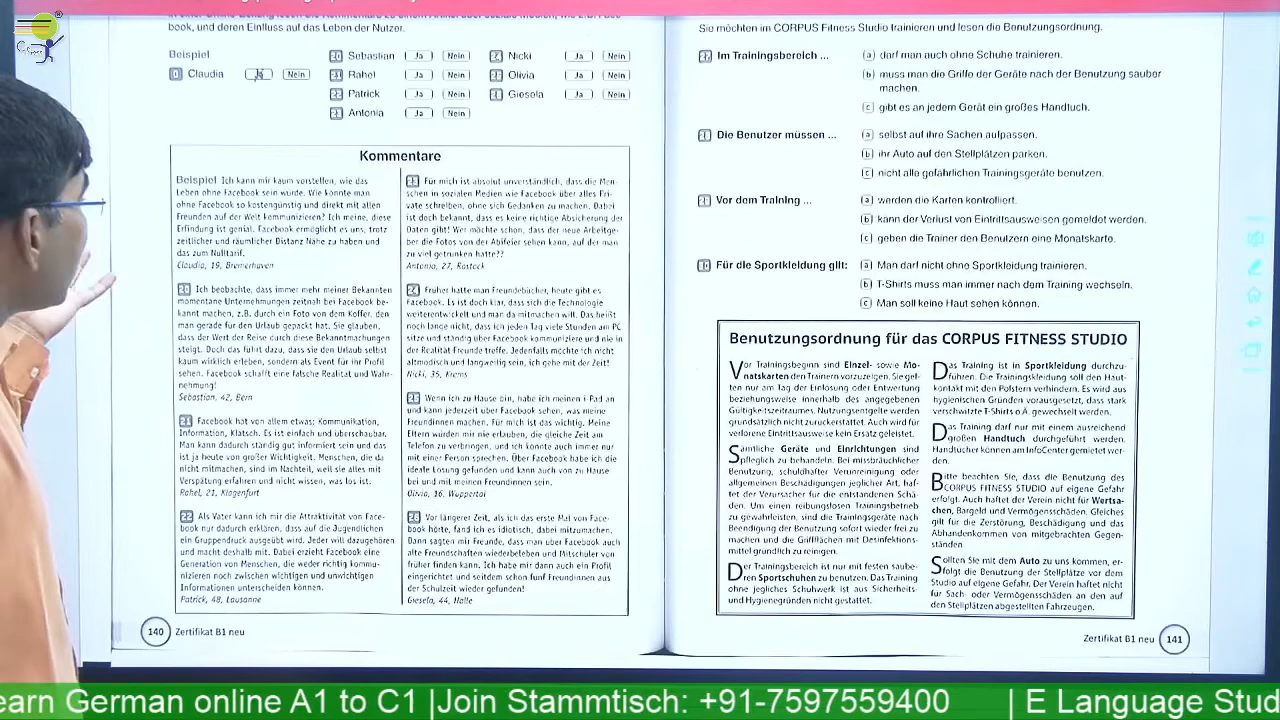 book, und deren Einfluss auf das Leben der Nutzer.
Beispiel
Claudia Ja Nein
Sebastian Ja Nein
Rahel Ja Nein
Patrick Ja Nein
Antonia Ja Nein
Nicki Ja Nein
Olivia Ja Nein
Giesela Ja Nein
Kommentare
Beispiel Ich kann mir kaum vorstellen, wie das
Leben ohne Facebook sein würde. Wie könnte man
ohne Facebook so kostengünstig und direkt mit allen
Freunden auf der Welt kommunizieren? Ich meine, diese
Erfindung ist genial. Facebook ermöglicht es uns, trotz
zeitlicher und räumlicher Distanz Nähe zu haben und
das zum Nulltarif.
Claudia, 19, Bremerhaven
Ich beobachte, dass immer mehr meiner Bekannten
momentane Unternehmungen zeitnah bei Facebook be-
kannt machen, z.B. durch ein Foto von dem Koffer, den
man gerade für den Urlaub gepackt hat. Sie glauben,
dass der Wert der Reise durch diese Bekanntmachungen
steigt. Doch das führt dazu, dass sie den Urlaub selbst
kaum wirklich erleben, sondern als Event für ihr Profil
sehen. Facebook schafft eine falsche Realität und Wahr-
nehmung!
Sebastian, 42, Bern
Facebook hat von allem etwas: Kommunikation,
Information, Klatsch. Es ist einfach und überschaubar.
Man kann dadurch ständig gut informiert sein und das
ist ja heute von großer Wichtigkeit. Menschen, die da
nicht mitmachen, sind im Nachteil, weil sie alles mit
Verspätung erfahren und nicht wissen, was los ist.
Rahel, 21, Klagenfurt
22 Als Vater kann ich mir die Attraktivität von Face-
book nur dadurch erklären, dass auf die Jugendlichen
ein Gruppendruck ausgeübt wird. Jeder will dazugehören
und macht deshalb mit. Dabei erzieht Facebook eine
Generation von Menschen, die weder richtig kommu-
nizieren noch zwischen wichtigen und unwichtigen
Informationen unterscheiden können.
Patrick, 48, Lausanne
Für mich ist absolut unverständlich, dass die Men-
schen in sozialen Medien wie Facebook über alles Pri-
vate schreiben, ohne sich Gedanken zu machen. Dabei
ist doch bekannt, dass es keine richtige Absicherung der
Daten gibt! Wer möchte schon, dass der neue Arbeitge-
ber die Fotos von der Abifeier sehen kann, auf der man
zu viel getrunken hatte??
Antonia, 27, Rostock
Früher hatte man Freundebücher, heute gibt es
Facebook. Es ist doch klar, dass sich die Technologie
weiterentwickelt und man da mitmachen will. Das heißt
noch lange nicht, dass ich jeden Tag viele Stunden am PC
sitze und ständig über Facebook kommuniziere und nie in
der Realität Freunde treffe. Jedenfalls möchte ich nicht
altmodisch und langweilig sein, ich gehe mit der Zeit!
Nicki, 35, Krems
Wenn ich zu Hause bin, habe ich meinen i-Pad an
und kann jederzeit über Facebook sehen, was meine
Freundinnen machen. Für mich ist das wichtig. Meine
Eltern würden mir nie erlauben, die gleiche Zeit am
Telefon zu verbringen, und ich könnte auch immer nur
mit einer Person sprechen. Über Facebook habe ich die
ideale Lösung gefunden und kann auch von zu Hause
bei und mit meinen Freundinnen sein.
Olivia, 16, Wuppertal
Vor längerer Zeit, als ich das erste Mal von Face-
book hörte, fand ich es idiotisch, dabei mitzumachen.
Dann sagten mir Freunde, dass man über Facebook auch
alte Freundschaften wiederbeleben und Mitschüler von
früher finden kann. Ich habe mir dann auch ein Profil
eingerichtet und seitdem schon fünf Freundinnen aus
der Schulzeit wieder gefunden!
Giesela, 44, Halle
140 Zertifikat B1 neu
Sie möchten im CORPUS Fitness Studio trainieren und lesen die Benutzungsordnung.
Im Trainingsbereich ...
a darf man auch ohne Schuhe trainieren.
b muss man die Griffe der Geräte nach der Benutzung sauber
machen.
c gibt es an jedem Gerät ein großes Handtuch.
Die Benutzer müssen ...
a selbst auf ihre Sachen aufpassen.
b ihr Auto auf den Stellplätzen parken.
c nicht alle gefährlichen Trainingsgeräte benutzen.
Vor dem Training ...
a werden die Karten kontrolliert.
b kann der Verlust von Eintrittsausweisen gemeldet werden.
c geben die Trainer den Benutzern eine Monatskarte.
Für die Sportkleidung gilt:
a Man darf nicht ohne Sportkleidung trainieren.
b T-Shirts muss man immer nach dem Training wechseln.
c Man soll keine Haut sehen können.
Benutzungsordnung für das CORPUS FITNESS STUDIO
Vor Trainingsbeginn sind Einzel- sowie Mo-
natskarten den Trainern vorzuzeigen. Sie gel-
ten nur am Tag der Einlösung oder Entwertung
beziehungsweise innerhalb des angegebenen
Gültigkeitszeitraumes. Nutzungsentgelte werden
grundsätzlich nicht zurückerstattet. Auch wird für
verlorene Eintrittsausweise kein Ersatz geleistet.
Sämtliche Geräte und Einrichtungen sind
pfleglich zu behandeln. Bei missbräuchlicher
Benutzung, schuldhafter Verunreinigung oder
allgemeinen Beschädigungen jeglicher Art, haf-
tet der Verursacher für die entstandenen Schä-
den. Um einen reibungslosen Trainingsbetrieb
zu gewährleisten, sind die Trainingsgeräte nach
Beendigung der Benutzung sofort wieder frei zu
machen und die Griffflächen mit Desinfektions-
mittel gründlich zu reinigen.
Der Trainingsbereich ist nur mit festen saube-
ren Sportschuhen zu benutzen. Das Training
ohne jegliches Schuhwerk ist aus Sicherheits-
und Hygienegründen nicht gestattet.
Das Training ist in Sportkleidung durchzu-
führen. Die Trainingskleidung soll den Haut-
kontakt mit den Polstern verhindern. Es wird aus
hygienischen Gründen vorausgesetzt, dass stark
verschwitzte T-Shirts o.Ä. gewechselt werden.
Das Training darf nur mit einem ausreichend
großen Handtuch durchgeführt werden.
Handtücher können am InfoCenter gemietet wer-
den.
Bitte beachten Sie, dass die Benutzung des
CORPUS FITNESS STUDIO auf eigene Gefahr
erfolgt. Auch haftet der Verein nicht für Wertsa-
chen, Bargeld und Vermögensschäden. Gleiches
gilt für die Zerstörung, Beschädigung und das
Abhandenkommen von mitgebrachten Gegen-
ständen.
Sollten Sie mit dem Auto zu uns kommen, er-
folgt die Benutzung der Stellplätze vor dem
Studio auf eigene Gefahr. Der Verein haftet nicht
für Sach- oder Vermögensschäden an den auf
den Stellplätzen abgestellten Fahrzeugen.
Zertifikat B1 neu 141
earn German online A1 to C1 |Join Stammtisch: +91-7597559400 | E Language Stud